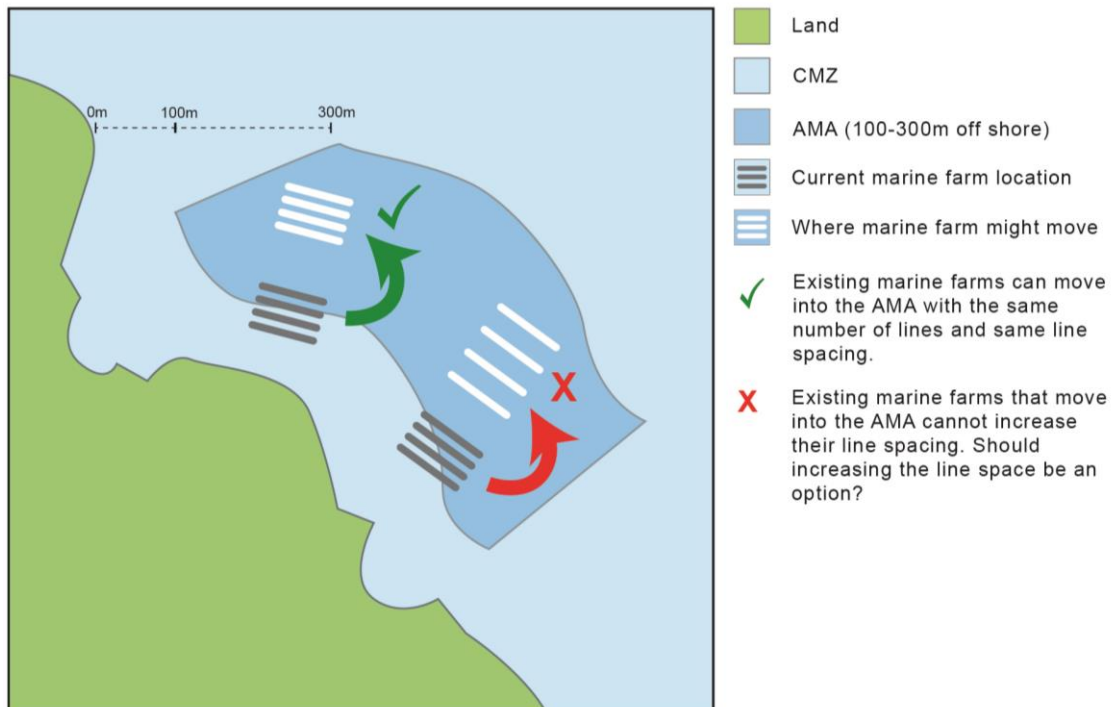 0m 100m 300m
Land
CMZ
AMA (100-300m off shore)
Current marine farm location
Where marine farm might move
Existing marine farms can move
into the AMA with the same
number of lines and same line
spacing.
X
X
Existing marine farms that move
into the AMA cannot increase
their line spacing. Should
increasing the line space be an
option?